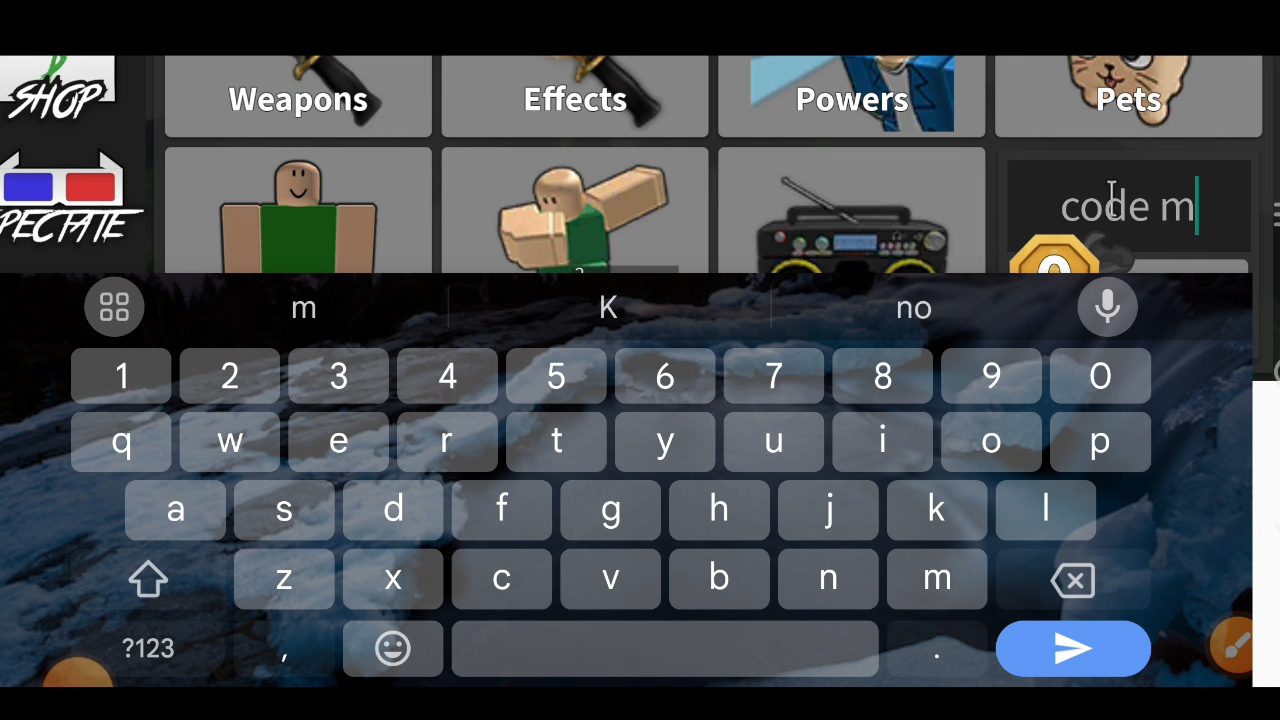 SHOP
Weapons
Effects
Powers
Pets
PECTATE
code m
0
m
K
no
1 2 3 4 5 6 7 8 9 0
q w e r t y u i o p
a s d f g h j k l
z x c v b n m
?123 , .